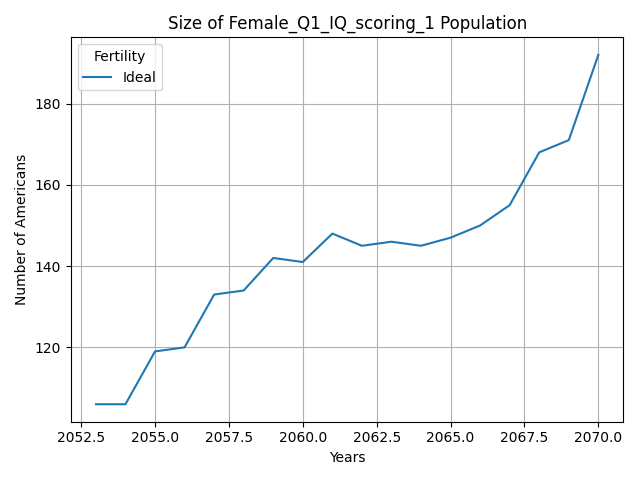 Size of Female_Q1_IQ_scoring_1 Population
Fertility
Ideal
Number of Americans
180
160
140
120
2052.5 2055.0 2057.5 2060.0 2062.5 2065.0 2067.5 2070.0
Years